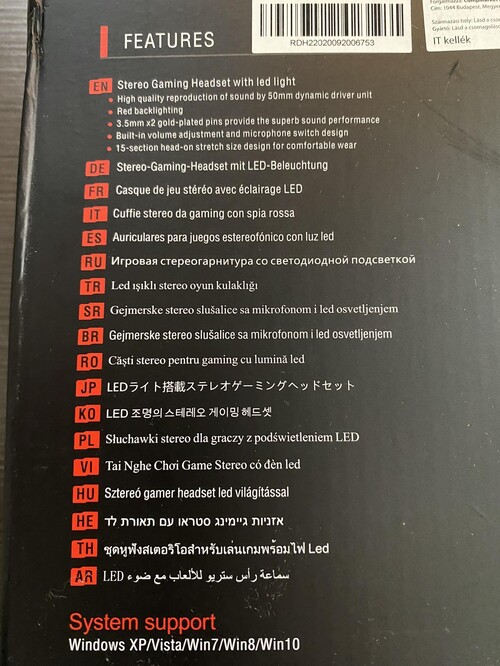 FEATURES
RDH22020092006753
Cím: 1044 Budapest, Megye
Származási hely: Lásd a c
Gyártó: Lásd a csomagolás
IT kellék
EN Stereo Gaming Headset with led light
• High quality reproduction of sound by 50mm dynamic driver unit
• Red backlighting
• 3.5mm x2 gold-plated pins provide the superb sound performance
• Built-in volume adjustment and microphone switch design
• 15-section head-on stretch size design for comfortable wear
DE Stereo-Gaming-Headset mit LED-Beleuchtung
FR Casque de jeu stéréo avec éclairage LED
IT Cuffie stereo da gaming con spia rossa
ES Auriculares para juegos estereofónico con luz led
RU Игровая стереогарнитура со светодиодной подсветкой
TR Led ışıklı stereo oyun kulaklığı
SR Gejmerske stereo slušalice sa mikrofonom i led osvetljenjem
BR Gejmerske stereo slušalice sa mikrofonom i led osvetljenjem
RO Căști stereo pentru gaming cu lumină led
JP LEDライト搭載ステレオゲーミングヘッドセット
KO LED 조명의 스테레오 게이밍 헤드셋
PL Słuchawki stereo dla graczy z podświetleniem LED
VI Tai Nghe Chơi Game Stereo có đèn led
HU Sztereó gamer headset led világítással
HE אזניות גיימינג סטראו עם תאורת לד
TH ชุดหูฟังสเตอริโอสำหรับเล่นเกมพร้อมไฟ Led
AR سماعة رأس ستريو للألعاب مع ضوء LED
System support
Windows XP/Vista/Win7/Win8/Win10